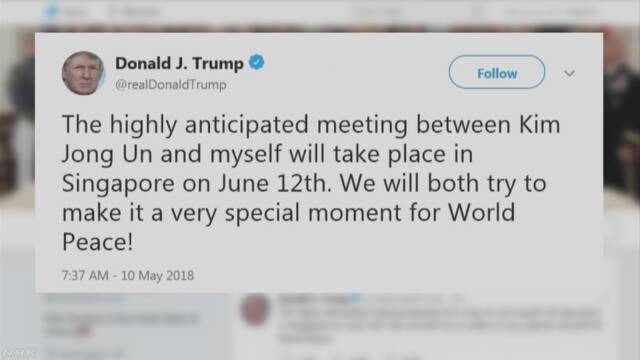 Donald J. Trump
@realDonaldTrump
Follow
The highly anticipated meeting between Kim
Jong Un and myself will take place in
Singapore on June 12th. We will both try to
make it a very special moment for World
Peace!
7:37 AM - 10 May 2018
NHK